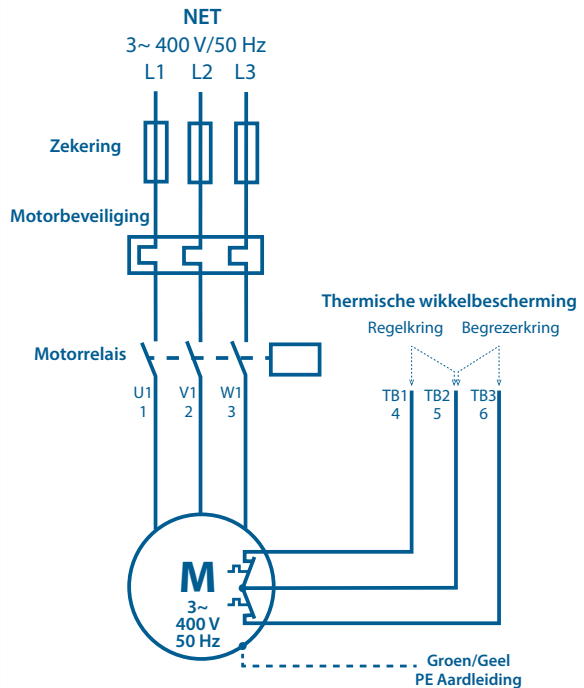 NET
3~ 400 V/50 Hz
L1 L2 L3
Zekering
Motorbeveiliging
Thermische wikkelbescherming
Regelkring Begrezerkring
Motorrelais
U1 V1 W1 TB1 TB2 TB3
1 2 3 4 5 6
M
3~
400 V
50 Hz
Groen/Geel
PE Aardleiding